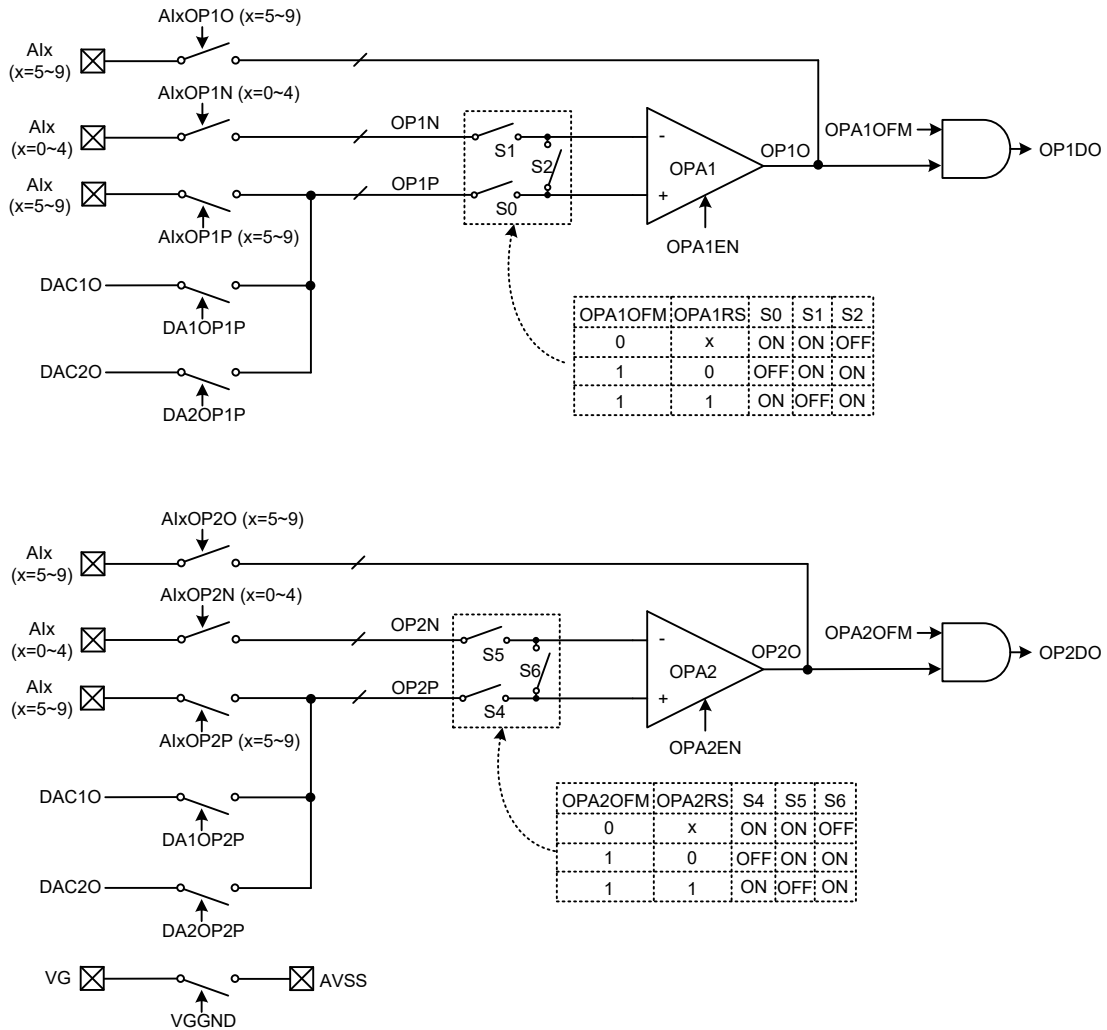 AIxOP1O (x=5~9)
AIx
(x=5~9)
AIxOP1N (x=0~4)
AIx
(x=0~4)
OP1N
S1
S2
OPA1
-
+
OP1O
OPA1OFM
OP1DO
AIx
(x=5~9)
OP1P
S0
AIxOP1P (x=5~9)
OPA1EN
DAC1O
DA1OP1P
DAC2O
DA2OP1P
OPA1OFM OPA1RS S0 S1 S2
0 x ON ON OFF
1 0 OFF ON ON
1 1 ON OFF ON
AIxOP2O (x=5~9)
AIx
(x=5~9)
AIxOP2N (x=0~4)
AIx
(x=0~4)
OP2N
S5
S6
OPA2
-
+
OP2O
OPA2OFM
OP2DO
AIx
(x=5~9)
OP2P
S4
AIxOP2P (x=5~9)
OPA2EN
DAC1O
DA1OP2P
DAC2O
DA2OP2P
OPA2OFM OPA2RS S4 S5 S6
0 x ON ON OFF
1 0 OFF ON ON
1 1 ON OFF ON
VG
AVSS
VGGND